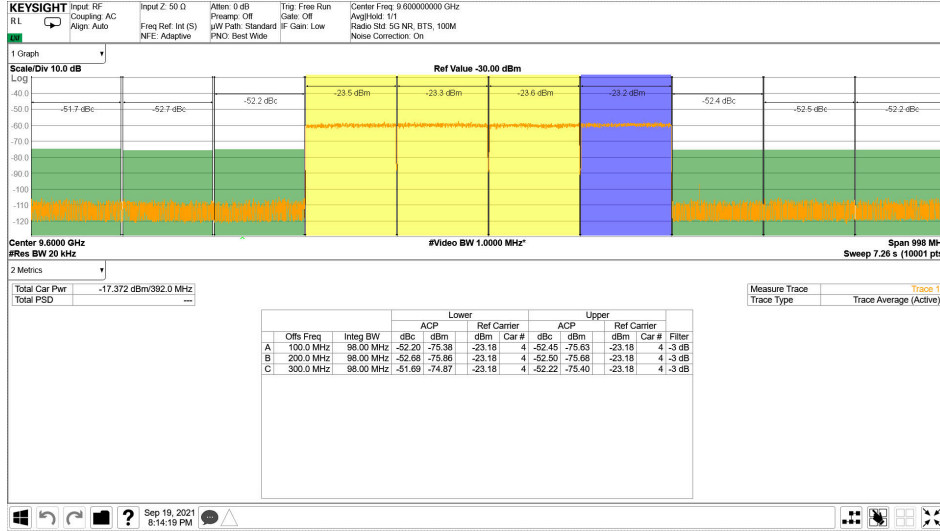 KEYSIGHT Input: RF Input Z: 50 Ω Atten: 0 dB Trig: Free Run Center Freq: 9.600000000 GHz
RL Coupling: AC Preamp: Off Gate: Off Avg|Hold: 1/1
Align: Auto Freq Ref: Int (S) µW Path: Standard IF Gain: Low Radio Std: 5G NR, BTS, 100M
NFE: Adaptive PNO: Best Wide Noise Correction: On
LXI
1 Graph
Scale/Div 10.0 dB Ref Value -30.00 dBm
Log
-40.0
-50.0
-60.0
-70.0
-80.0
-90.0
-100
-110
-120
-51.7 dBc -52.7 dBc -52.2 dBc -23.5 dBm -23.3 dBm -23.6 dBm -23.2 dBm -52.4 dBc -52.5 dBc -52.2 dBc
Center 9.6000 GHz #Video BW 1.0000 MHz* Span 998 MH
#Res BW 20 kHz Sweep 7.26 s (10001 pts
2 Metrics
Total Car Pwr -17.372 dBm/392.0 MHz
Total PSD ---
Measure Trace Trace 1
Trace Type Trace Average (Active)
Lower Upper
ACP Ref Carrier ACP Ref Carrier
Offs Freq Integ BW dBc dBm dBm Car # dBc dBm dBm Car # Filter
A 100.0 MHz 98.00 MHz -52.20 -75.38 -23.18 4 -52.45 -75.63 -23.18 4 -3 dB
B 200.0 MHz 98.00 MHz -52.68 -75.86 -23.18 4 -52.50 -75.68 -23.18 4 -3 dB
C 300.0 MHz 98.00 MHz -51.69 -74.87 -23.18 4 -52.22 -75.40 -23.18 4 -3 dB
?
Sep 19, 2021
8:14:19 PM